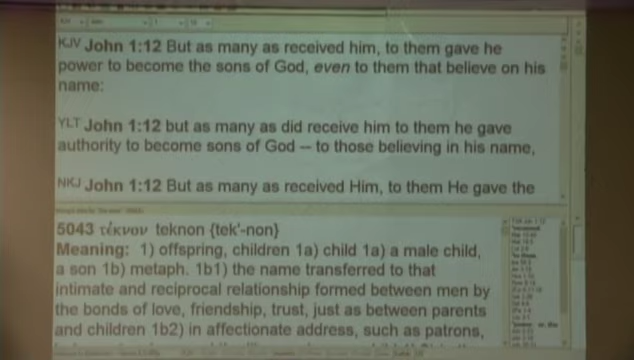 KJV John 1:12 But as many as received him, to them gave he
power to become the sons of God, even to them that believe on his
name:
YLT John 1:12 but as many as did receive him to them he gave
authority to become sons of God -- to those believing in his name,
NKJ John 1:12 But as many as received Him, to them He gave the
5043 τέκνον teknon {tek'-non}
Meaning: 1) offspring, children 1a) child 1a) a male child,
a son 1b) metaph. 1b1) the name transferred to that
intimate and reciprocal relationship formed between men by
the bonds of love, friendship, trust, just as between parents
and children 1b2) in affectionate address, such as patrons,